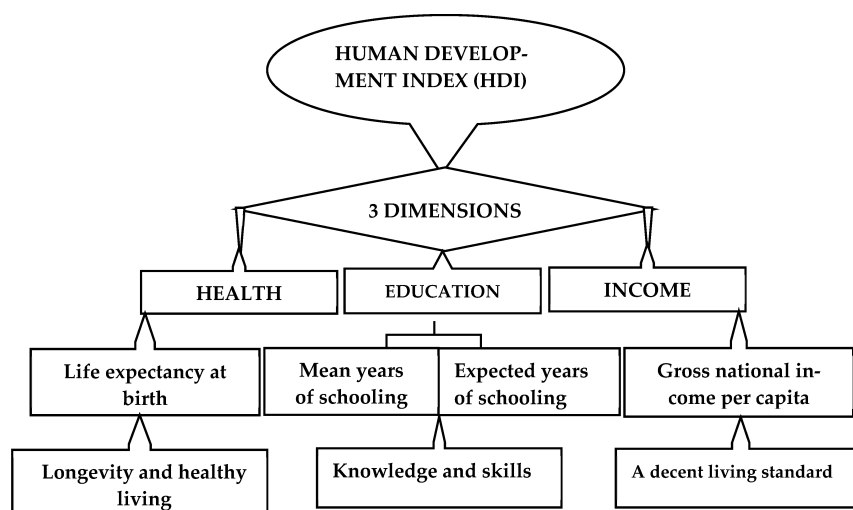 HUMAN DEVELOP-
MENT INDEX (HDI)
3 DIMENSIONS
HEALTH
EDUCATION
INCOME
Life expectancy at
birth
Mean years
of schooling
Expected years
of schooling
Gross national in-
come per capita
Longevity and healthy
living
Knowledge and skills
A decent living standard